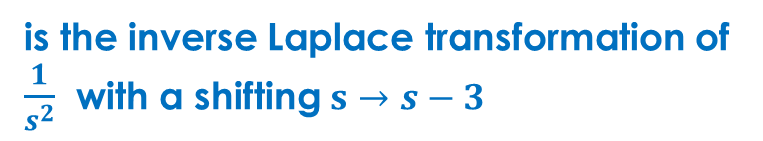 is the inverse Laplace transformation of
1/s² with a shifting s → s − 3